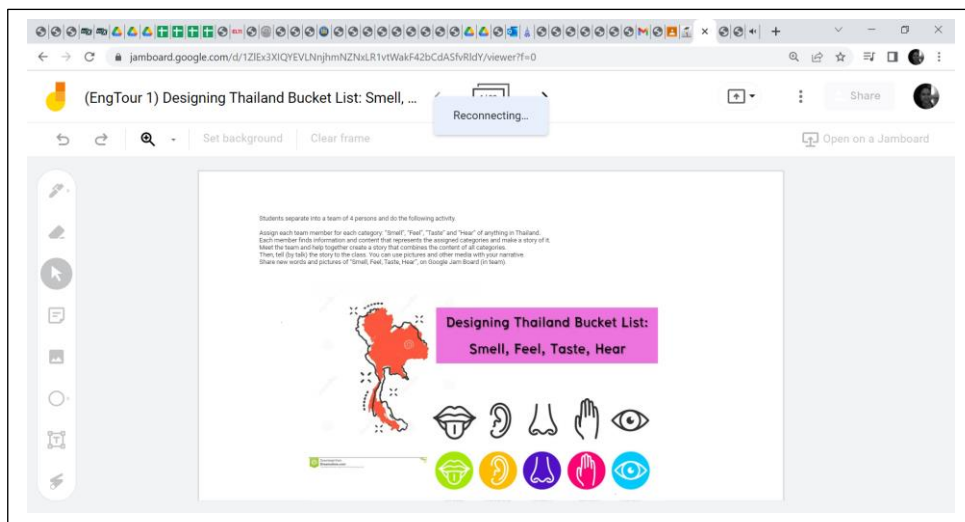 jamboard.google.com/d/1ZIEx3XIQYEVLNnjhmNZNxLR1vtWakF42bCdASfvRldY/viewer?f=0
(EngTour 1) Designing Thailand Bucket List: Smell, ...
Share
Reconnecting...
Set background
Clear frame
Open on a Jamboard
Students separate into a team of 4 persons and do the following activity.
Assign each team member for each category: "Smell", "Feel", "Taste" and "Hear" of anything in Thailand.
Each member finds information and content that represents the assigned categories and make a story of it.
Meet the team and help together create a story that combines the content of all categories.
Then, tell (by talk) the story to the class. You can use pictures and other media with your narrative.
Share new words and pictures of "Smell, Feel, Taste, Hear", on Google Jam Board (in team).
Designing Thailand Bucket List:
Smell, Feel, Taste, Hear